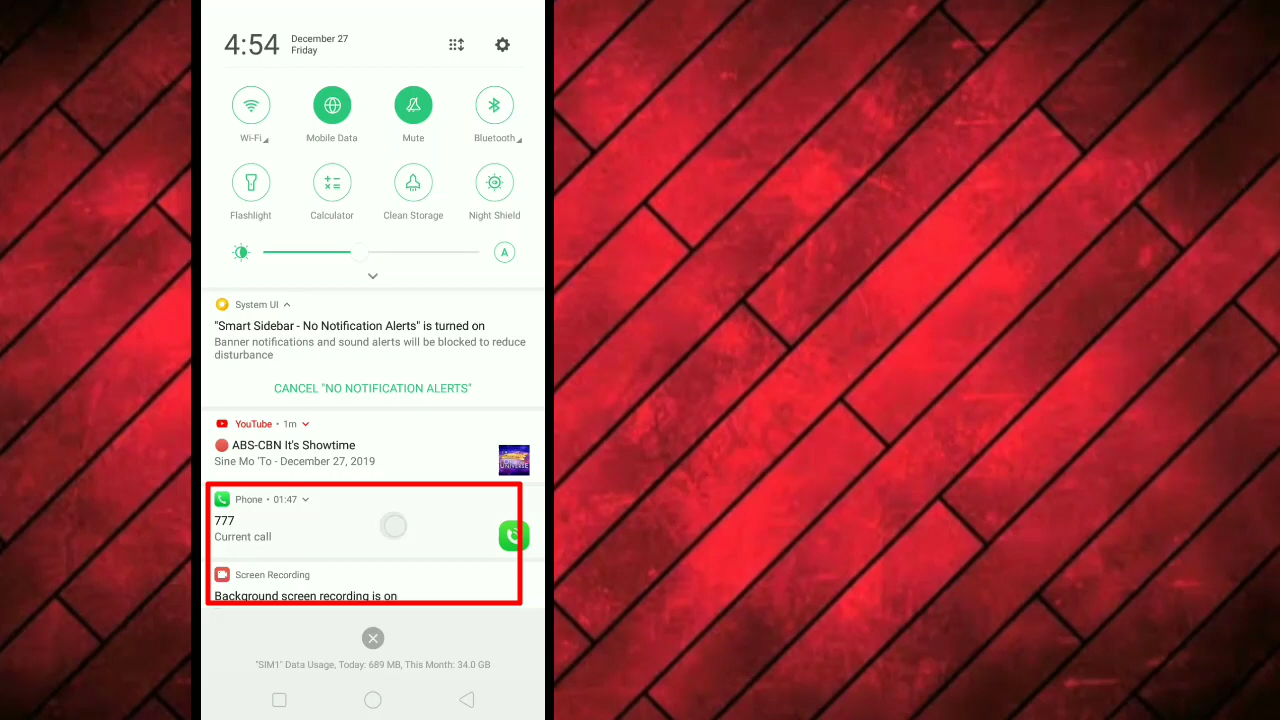 4:54
December 27
Friday
Wi-Fi
Mobile Data
Mute
Bluetooth
Flashlight
Calculator
Clean Storage
Night Shield
A
System UI
"Smart Sidebar - No Notification Alerts" is turned on
Banner notifications and sound alerts will be blocked to reduce
disturbance
CANCEL "NO NOTIFICATION ALERTS"
YouTube • 1m
ABS-CBN It's Showtime
Sine Mo 'To - December 27, 2019
Phone • 01:47
777
Current call
Screen Recording
Background screen recording is on
"SIM1" Data Usage, Today: 689 MB, This Month: 34.0 GB